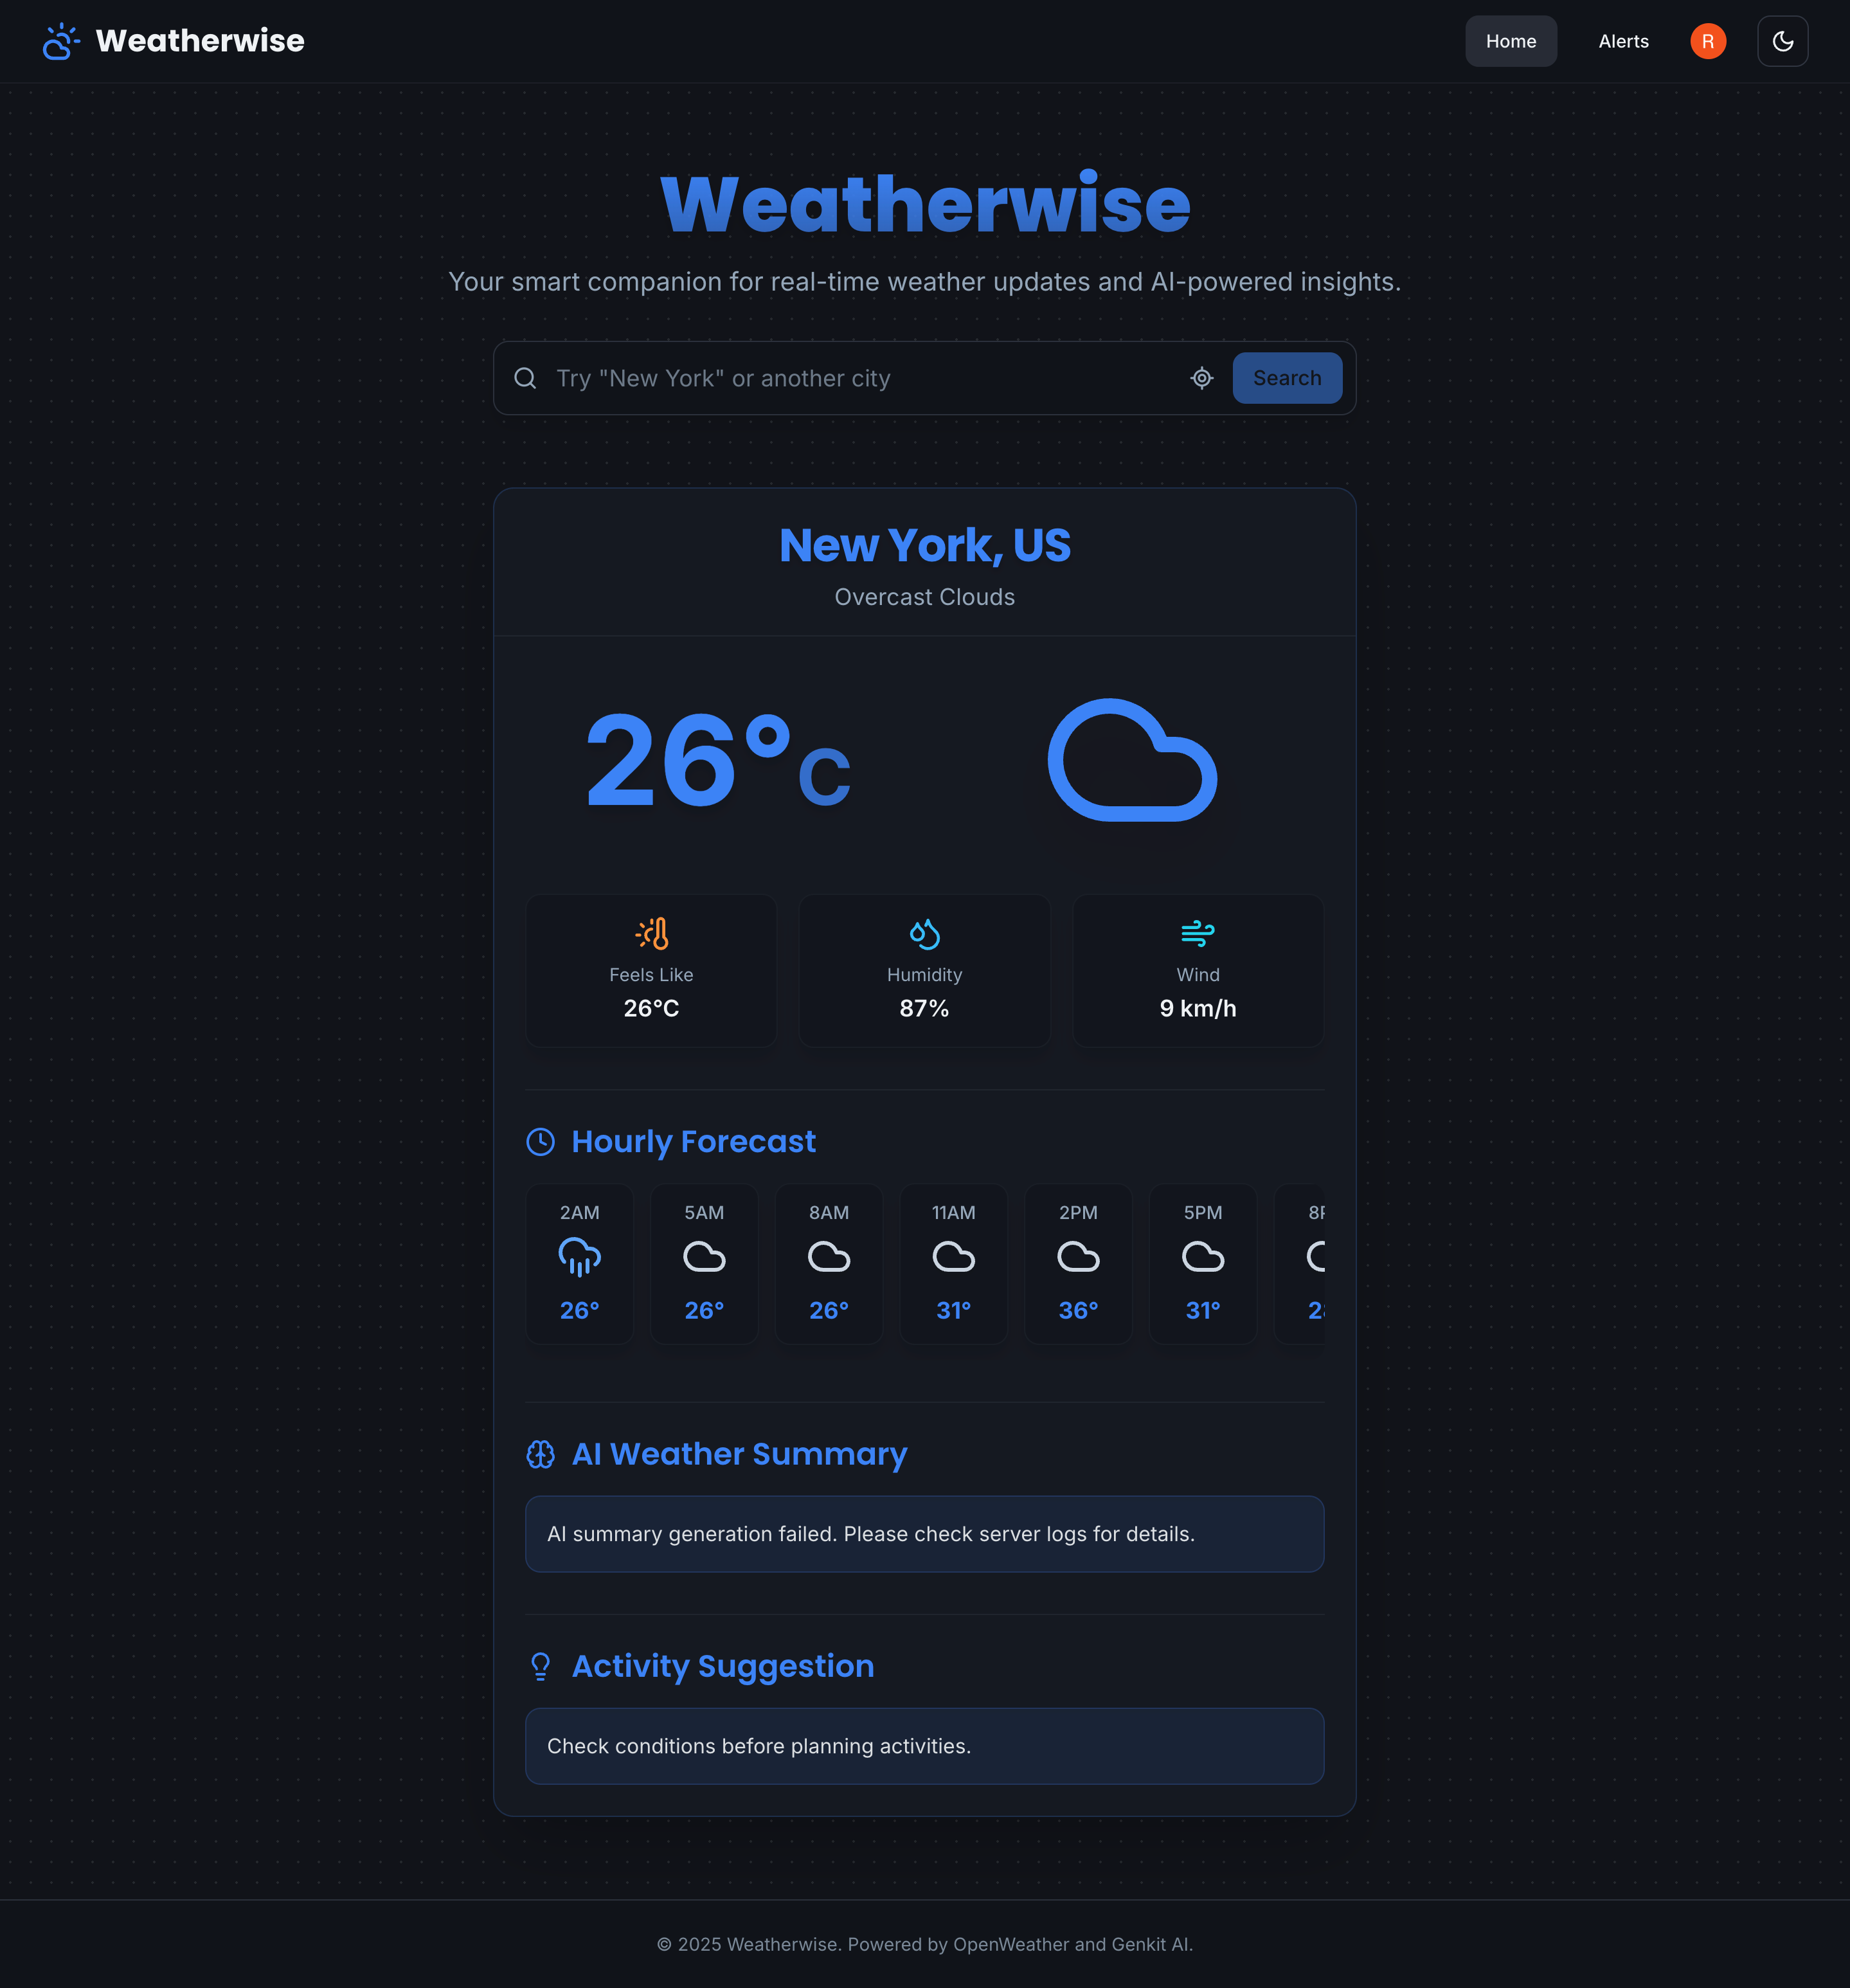 Weatherwise
Home
Alerts
R
Weatherwise
Your smart companion for real-time weather updates and AI-powered insights.
Try "New York" or another city
Search
New York, US
Overcast Clouds
26°C
Feels Like
26°C
Humidity
87%
Wind
9 km/h
Hourly Forecast
2AM
26°
5AM
26°
8AM
26°
11AM
31°
2PM
36°
5PM
31°
AI Weather Summary
AI summary generation failed. Please check server logs for details.
Activity Suggestion
Check conditions before planning activities.
© 2025 Weatherwise. Powered by OpenWeather and Genkit AI.